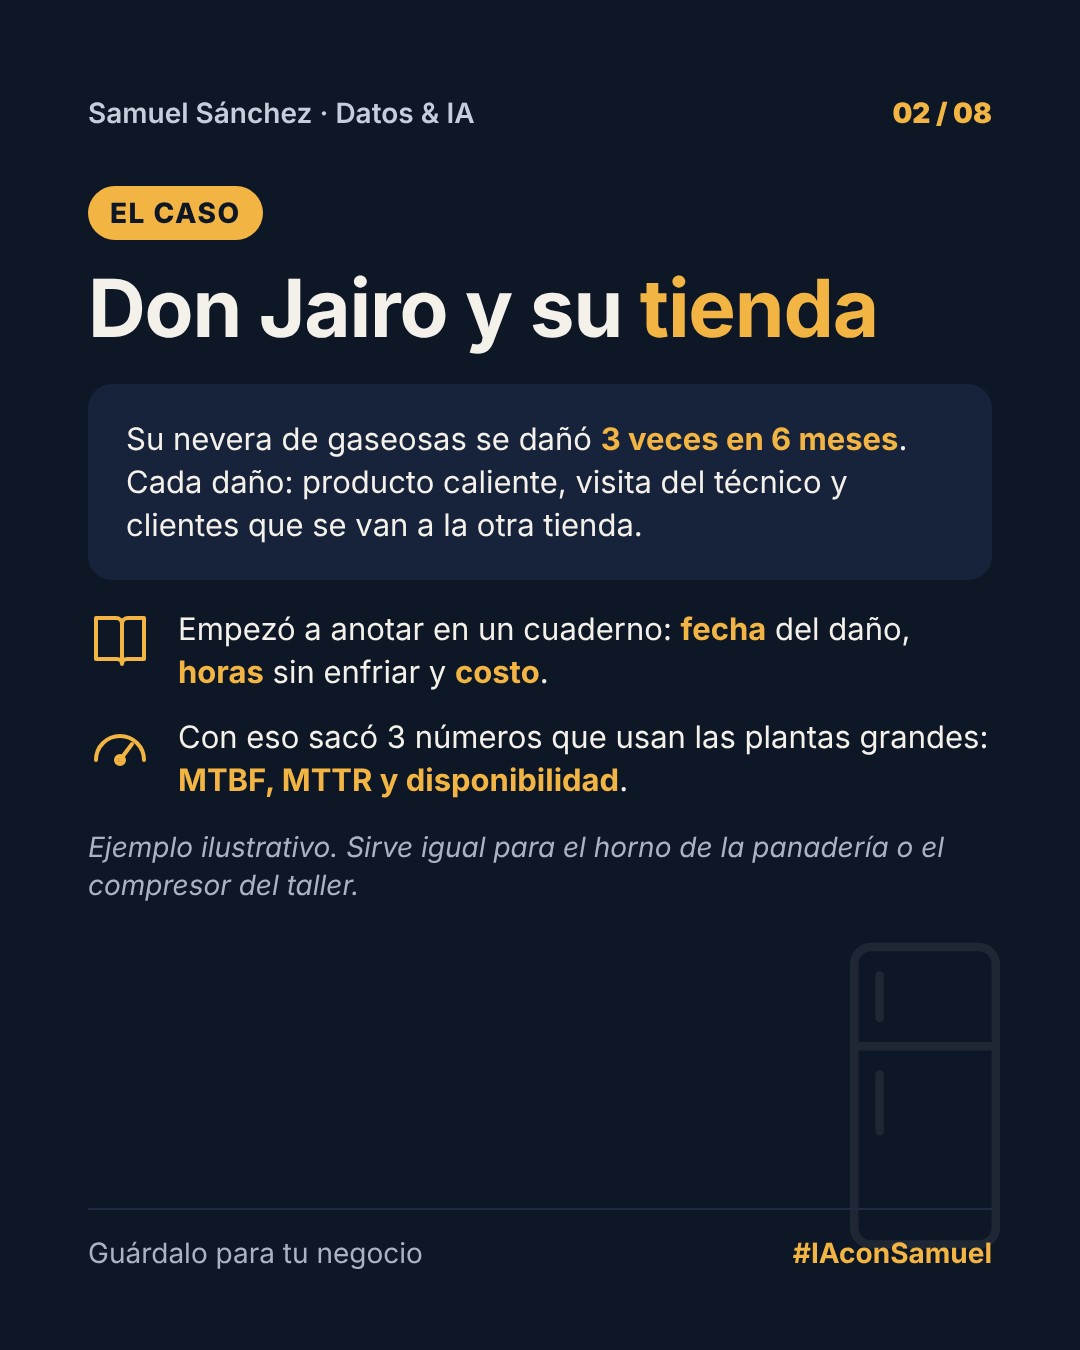 Samuel Sánchez · Datos & IA
02 / 08
EL CASO
Don Jairo y su tienda
Su nevera de gaseosas se dañó 3 veces en 6 meses.
Cada daño: producto caliente, visita del técnico y
clientes que se van a la otra tienda.
Empezó a anotar en un cuaderno: fecha del daño,
horas sin enfriar y costo.
Con eso sacó 3 números que usan las plantas grandes:
MTBF, MTTR y disponibilidad.
Ejemplo ilustrativo. Sirve igual para el horno de la panadería o el
compresor del taller.
Guárdalo para tu negocio
#IAconSamuel